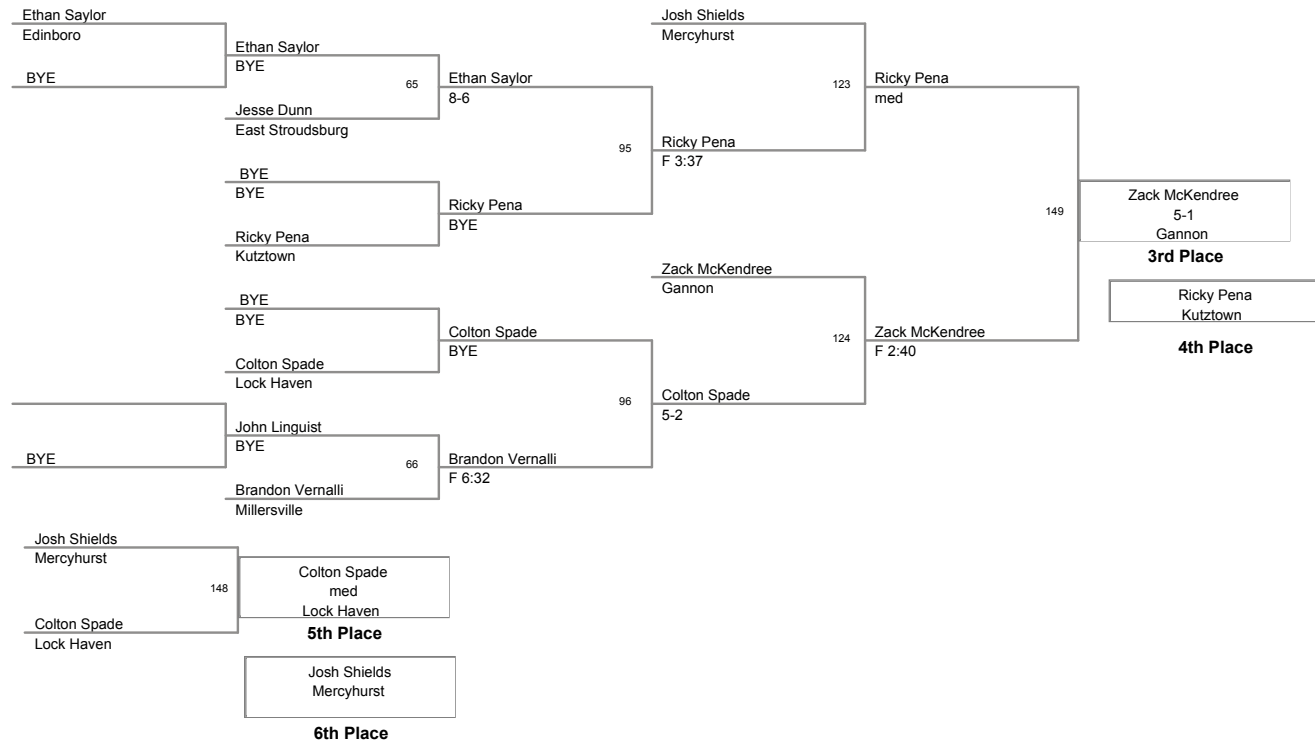 Ethan Saylor
Edinboro
BYE
Ethan Saylor
BYE
65
Jesse Dunn
East Stroudsburg
BYE
BYE
Ricky Pena
Kutztown
BYE
BYE
Colton Spade
Lock Haven
BYE
John Linguist
BYE
66
Brandon Vernalli
Millersville
Ethan Saylor
8-6
95
Ricky Pena
BYE
Colton Spade
BYE
96
Brandon Vernalli
F 6:32
Josh Shields
Mercyhurst
123
Ricky Pena
F 3:37
Zack McKendree
Gannon
124
Colton Spade
5-2
Ricky Pena
med
149
Zack McKendree
F 2:40
Zack McKendree
5-1
Gannon
3rd Place
Ricky Pena
Kutztown
4th Place
Josh Shields
Mercyhurst
148
Colton Spade
Lock Haven
Colton Spade
med
Lock Haven
5th Place
Josh Shields
Mercyhurst
6th Place